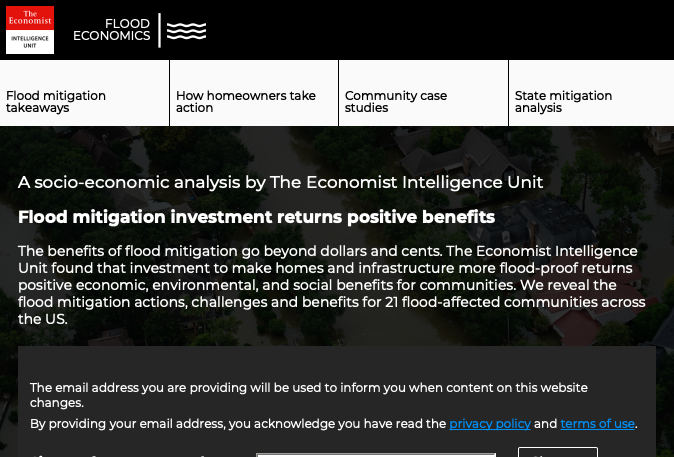 The
Economist
INTELLIGENCE
UNIT
FLOOD
ECONOMICS
Flood mitigation
takeaways
How homeowners take
action
Community case
studies
State mitigation
analysis
A socio-economic analysis by The Economist Intelligence Unit
Flood mitigation investment returns positive benefits
The benefits of flood mitigation go beyond dollars and cents. The Economist Intelligence
Unit found that investment to make homes and infrastructure more flood-proof returns
positive economic, environmental, and social benefits for communities. We reveal the
flood mitigation actions, challenges and benefits for 21 flood-affected communities across
the US.
The email address you are providing will be used to inform you when content on this website
changes.
By providing your email address, you acknowledge you have read the privacy policy and terms of use.